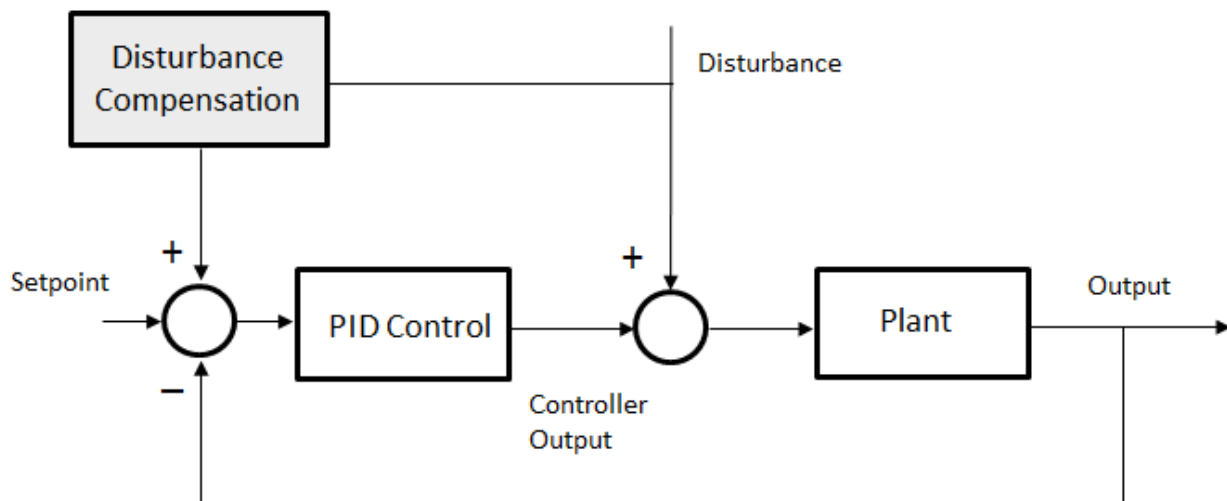 Disturbance
Compensation
Disturbance
+
+
Setpoint
PID Control
Plant
Output
−
Controller
Output